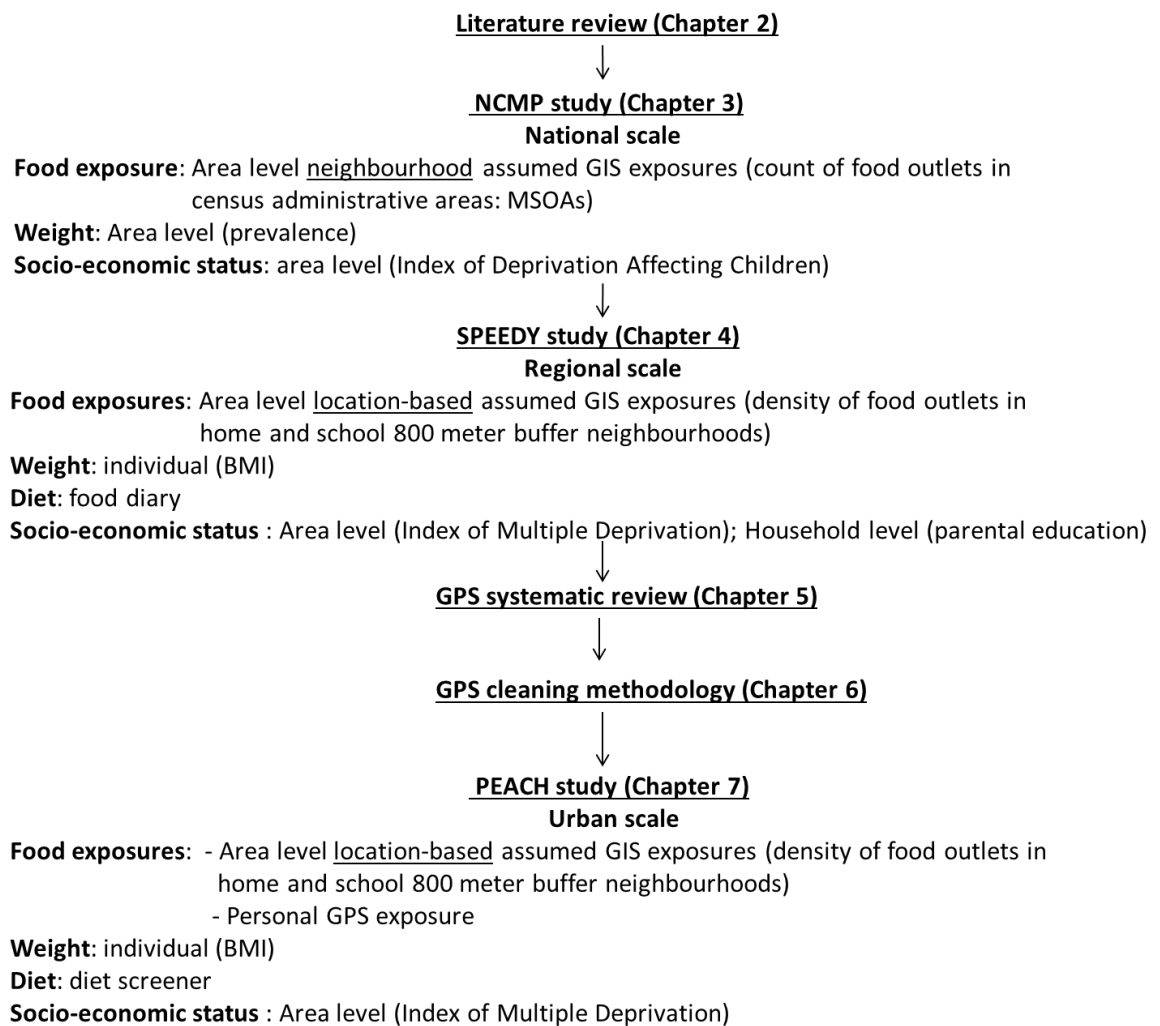 Literature review (Chapter 2)
NCMP study (Chapter 3)
National scale
Food exposure: Area level neighbourhood assumed GIS exposures (count of food outlets in
census administrative areas: MSOAs)
Weight: Area level (prevalence)
Socio-economic status: area level (Index of Deprivation Affecting Children)
SPEEDY study (Chapter 4)
Regional scale
Food exposures: Area level location-based assumed GIS exposures (density of food outlets in
home and school 800 meter buffer neighbourhoods)
Weight: individual (BMI)
Diet: food diary
Socio-economic status : Area level (Index of Multiple Deprivation); Household level (parental education)
GPS systematic review (Chapter 5)
GPS cleaning methodology (Chapter 6)
PEACH study (Chapter 7)
Urban scale
Food exposures: - Area level location-based assumed GIS exposures (density of food outlets in
home and school 800 meter buffer neighbourhoods)
- Personal GPS exposure
Weight: individual (BMI)
Diet: diet screener
Socio-economic status : Area level (Index of Multiple Deprivation)